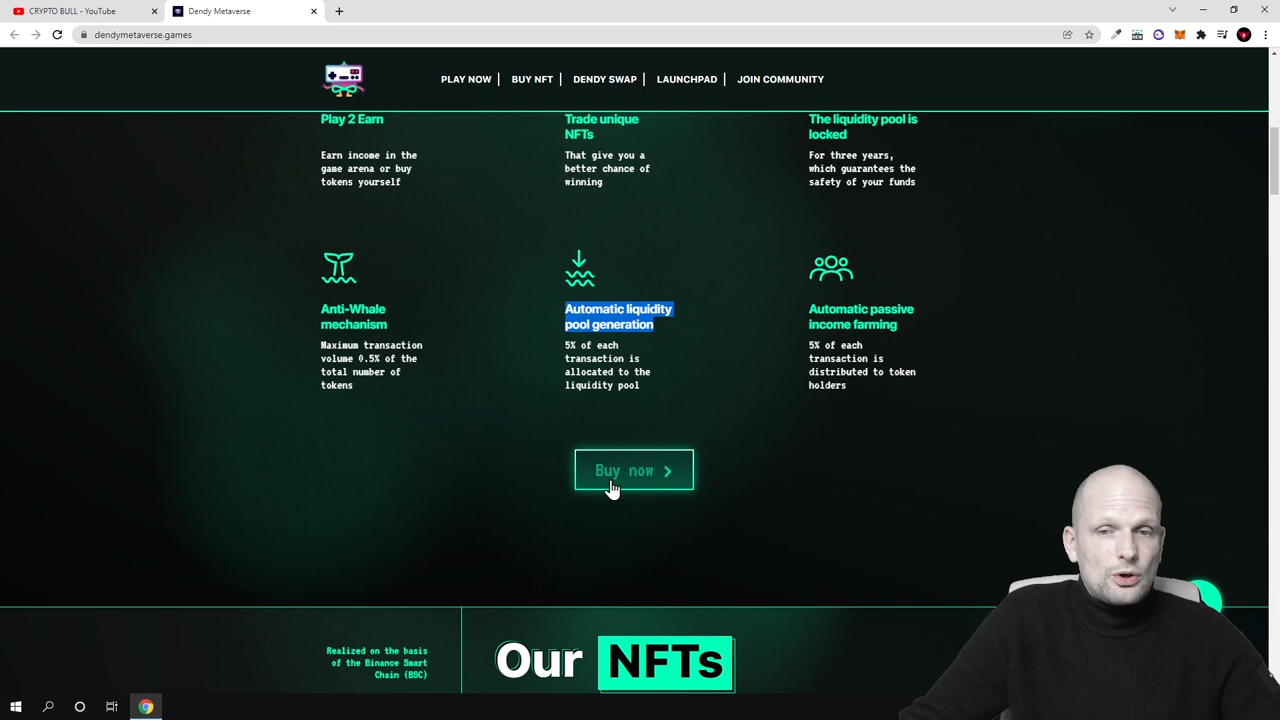 CRYPTO BULL - YouTube
Dendy Metaverse
dendymetaverse.games
PLAY NOW
BUY NFT
DENDY SWAP
LAUNCHPAD
JOIN COMMUNITY
Play 2 Earn
Earn income in the
game arena or buy
tokens yourself
Trade unique
NFTs
That give you a
better chance of
winning
The liquidity pool is
locked
For three years,
which guarantees the
safety of your funds
Anti-Whale
mechanism
Maximum transaction
volume 0.5% of the
total number of
tokens
Automatic liquidity
pool generation
5% of each
transaction is
allocated to the
liquidity pool
Automatic passive
income farming
5% of each
transaction is
distributed to token
holders
Buy now
Realized on the basis
of the Binance Smart
Chain (BSC)
Our NFTs